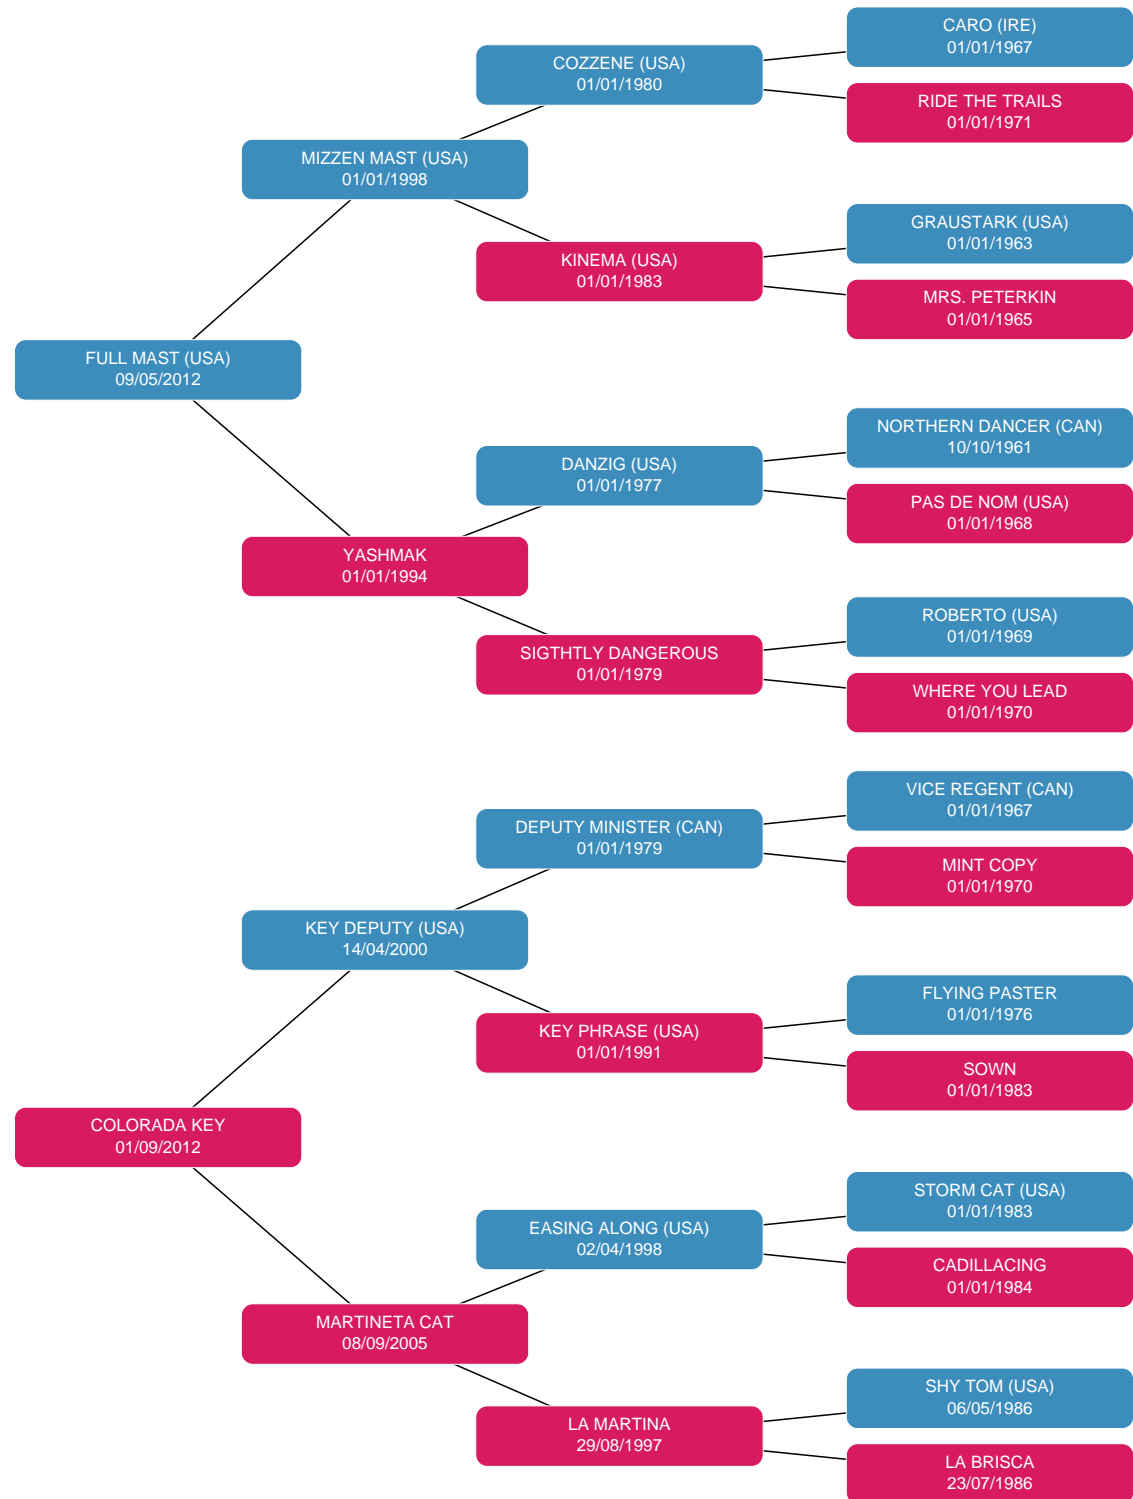 CARO (IRE)
01/01/1967
COZZENE (USA)
01/01/1980
RIDE THE TRAILS
01/01/1971
MIZZEN MAST (USA)
01/01/1998
GRAUSTARK (USA)
01/01/1963
KINEMA (USA)
01/01/1983
MRS. PETERKIN
01/01/1965
FULL MAST (USA)
09/05/2012
NORTHERN DANCER (CAN)
10/10/1961
DANZIG (USA)
01/01/1977
PAS DE NOM (USA)
01/01/1968
YASHMAK
01/01/1994
ROBERTO (USA)
01/01/1969
SIGTHTLY DANGEROUS
01/01/1979
WHERE YOU LEAD
01/01/1970
VICE REGENT (CAN)
01/01/1967
DEPUTY MINISTER (CAN)
01/01/1979
MINT COPY
01/01/1970
KEY DEPUTY (USA)
14/04/2000
FLYING PASTER
01/01/1976
KEY PHRASE (USA)
01/01/1991
SOWN
01/01/1983
COLORADA KEY
01/09/2012
STORM CAT (USA)
01/01/1983
EASING ALONG (USA)
02/04/1998
CADILLACING
01/01/1984
MARTINETA CAT
08/09/2005
SHY TOM (USA)
06/05/1986
LA MARTINA
29/08/1997
LA BRISCA
23/07/1986